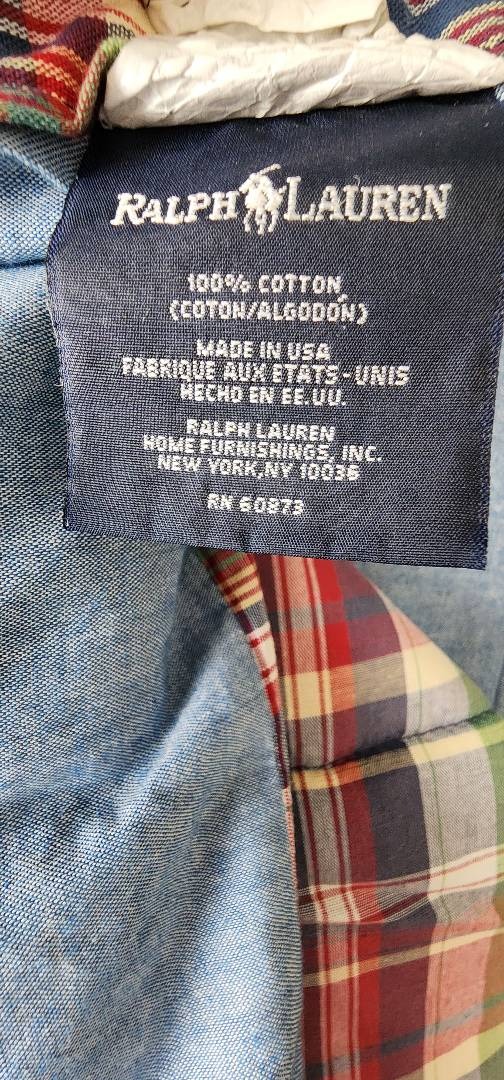 RALPH LAUREN
100% COTTON
(COTON/ALGODÓN)
MADE IN USA
FABRIQUE AUX ETATS-UNIS
HECHO EN EE.UU.
RALPH LAUREN
HOME FURNISHINGS, INC.
NEW YORK,NY 10036
RN 60873